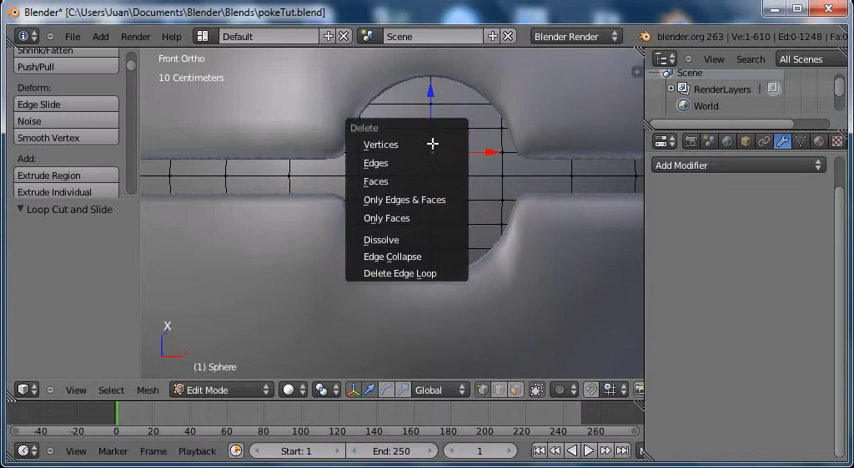 Blender* [C:\Users\Juan\Documents\Blender\Blends\pokeTut.blend]
File Add Render Help Default Scene Blender Render blender.org 263 Ve:1-610 Ed:0-1248
View Search All Scenes
Shrink/Fatten
Push/Pull
Deform:
Edge Slide
Noise
Smooth Vertex
Add:
Extrude Region
Extrude Individual
Loop Cut and Slide
Front Ortho
10 Centimeters
Delete
Vertices
Edges
Faces
Only Edges & Faces
Only Faces
Dissolve
Edge Collapse
Delete Edge Loop
X
(1) Sphere
Scene
RenderLayers
World
Add Modifier
View Select Mesh Edit Mode Global
-40 -20 0 20 40 60 80 100 120 140 160 180 200 220 240 260
View Marker Frame Playback Start: 1 End: 250 1